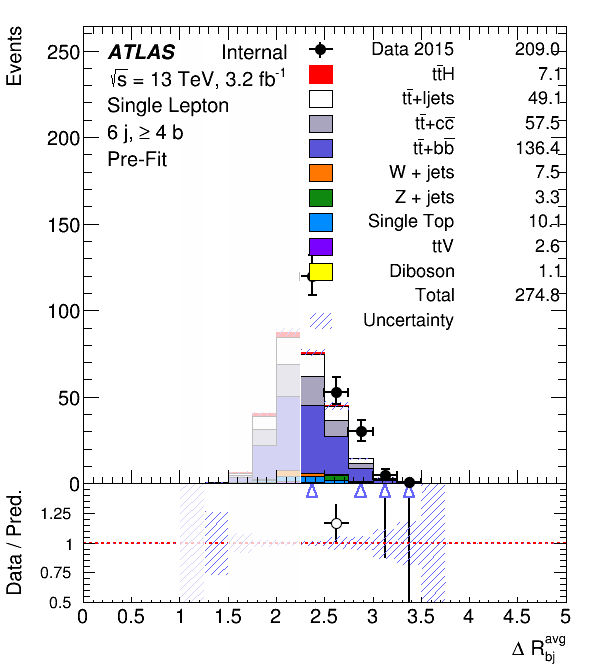 Events
250
200
150
100
50
0
ATLAS Internal
√s = 13 TeV, 3.2 fb-1
Single Lepton
6 j, ≥ 4 b
Pre-Fit
Data 2015 209.0
tt̄H 7.1
tt̄+ljets 49.1
tt̄+cc̄ 57.5
tt̄+bb̄ 136.4
W + jets 7.5
Z + jets 3.3
Single Top 10.1
ttV 2.6
Diboson 1.1
Total 274.8
Uncertainty
Data / Pred.
1.25
1
0.75
0.5
0 0.5 1 1.5 2 2.5 3 3.5 4 4.5 5
Δ R avg bj